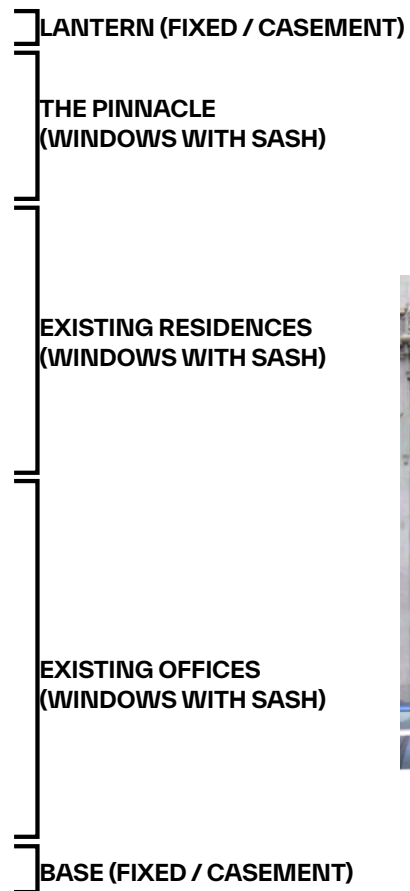 LANTERN (FIXED / CASEMENT)
THE PINNACLE
(WINDOWS WITH SASH)
EXISTING RESIDENCES
(WINDOWS WITH SASH)
EXISTING OFFICES
(WINDOWS WITH SASH)
BASE (FIXED / CASEMENT)